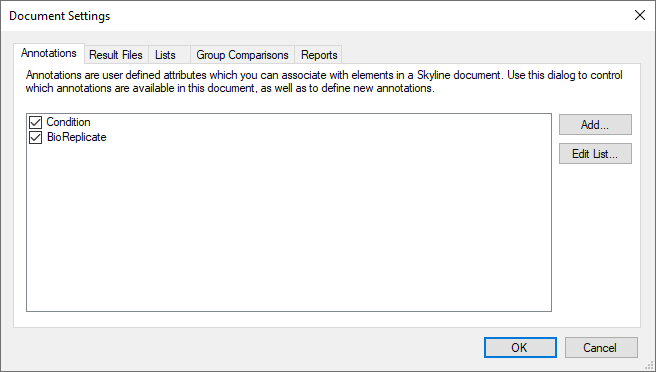 Document Settings
Annotations Result Files Lists Group Comparisons Reports
Annotations are user defined attributes which you can associate with elements in a Skyline document. Use this dialog to control
which annotations are available in this document, as well as to define new annotations.
Condition
BioReplicate
Add...
Edit List...
OK Cancel